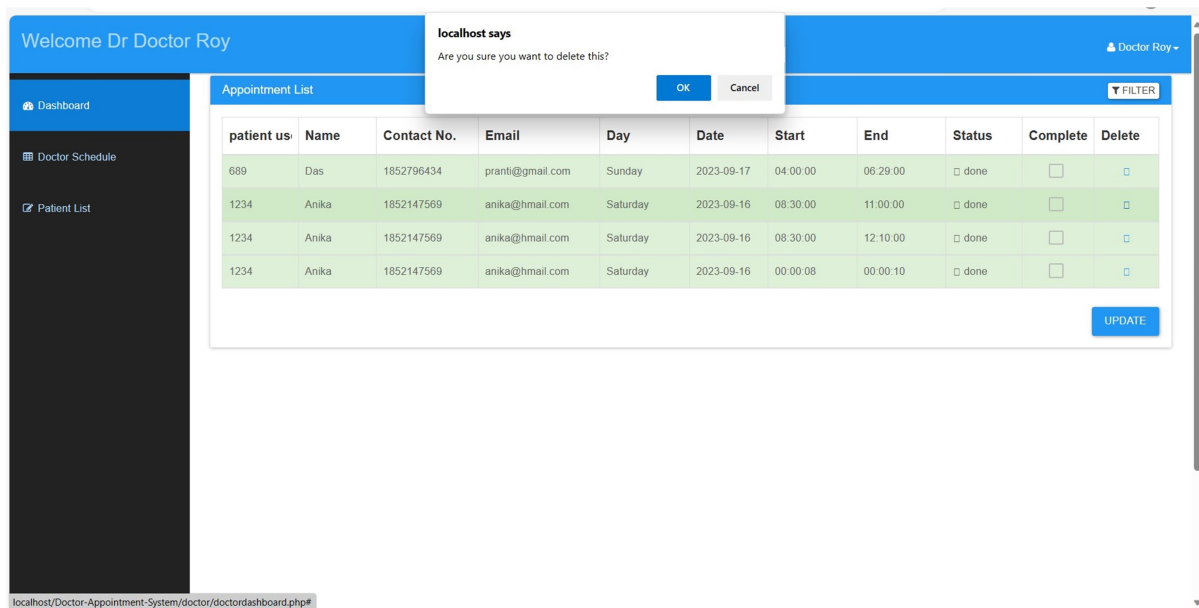 localhost says
Are you sure you want to delete this?
OK Cancel
Welcome Dr Doctor Roy
Doctor Roy
Dashboard
Doctor Schedule
Patient List
Appointment List
FILTER
patient us Name Contact No. Email Day Date Start End Status Complete Delete
689 Das 1852796434 pranti@gmail.com Sunday 2023-09-17 04:00:00 06:29:00 done
1234 Anika 1852147569 anika@hmail.com Saturday 2023-09-16 08:30:00 11:00:00 done
1234 Anika 1852147569 anika@hmail.com Saturday 2023-09-16 08:30:00 12:10:00 done
1234 Anika 1852147569 anika@hmail.com Saturday 2023-09-16 00:00:08 00:00:10 done
UPDATE
localhost/Doctor-Appointment-System/doctor/doctordashboard.php#